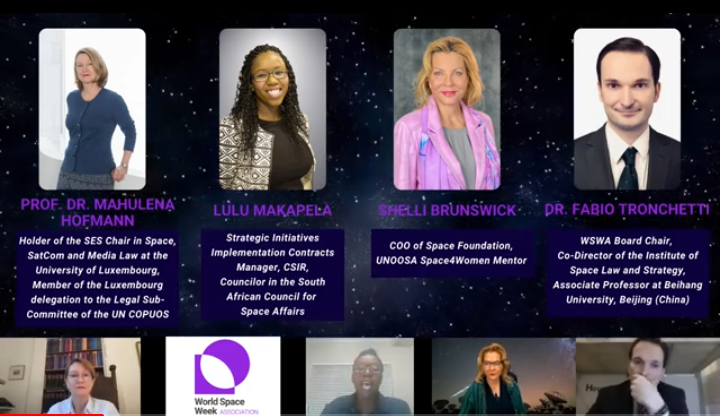 PROF. DR. MAHULENA
HOFMANN
Holder of the SES Chair in Space,
SatCom and Media Law at the
University of Luxembourg,
Member of the Luxembourg
delegation to the Legal Sub-
Committee of the UN COPUOS
LULU MAKAPELA
Strategic Initiatives
Implementation Contracts
Manager, CSIR,
Councilor in the South
African Council for
Space Affairs
SHELLI BRUNSWICK
COO of Space Foundation,
UNOOSA Space4Women Mentor
DR. FABIO TRONCHETTI
WSWA Board Chair,
Co-Director of the Institute of
Space Law and Strategy,
Associate Professor at Beihang
University, Beijing (China)
World Space
Week ASSOCIATION